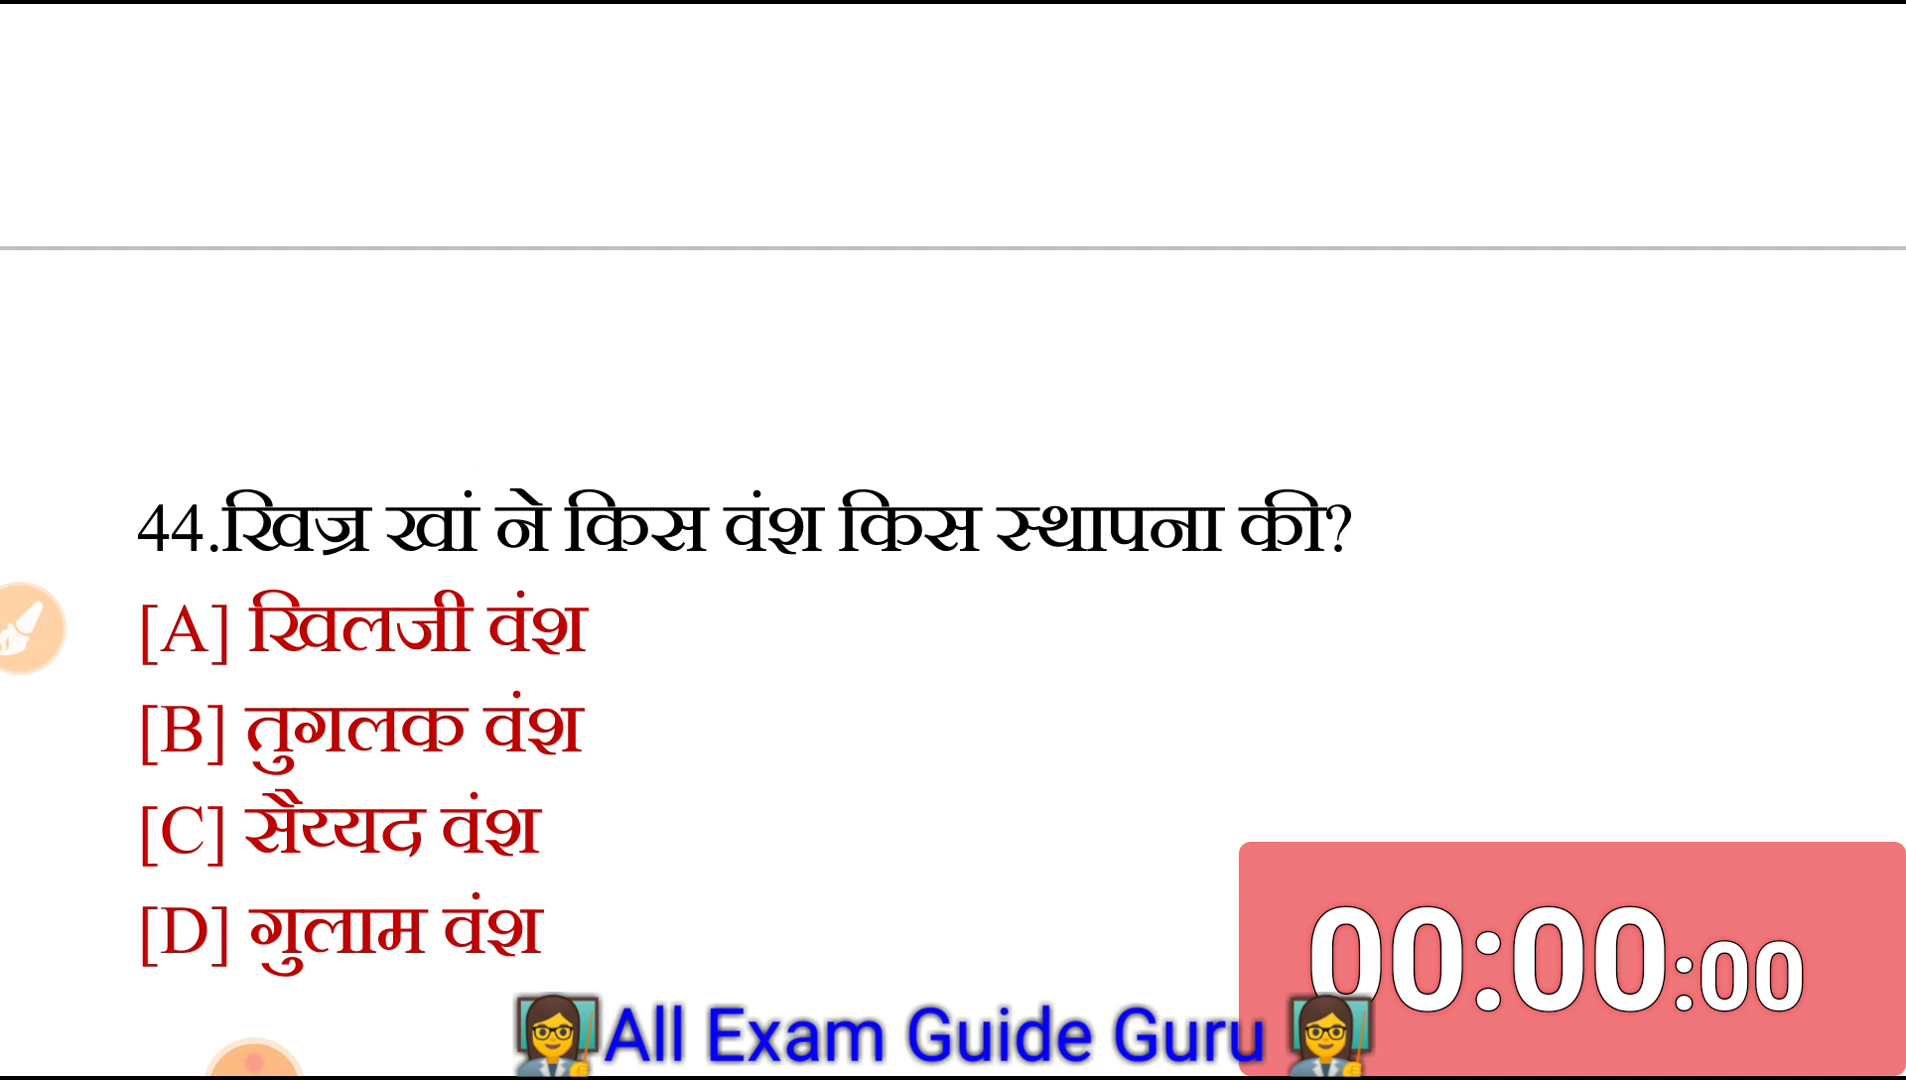 44.खिज्र खां ने किस वंश किस स्थापना की?
[A] खिलजी वंश
[B] तुगलक वंश
[C] सैय्यद वंश
[D] गुलाम वंश
00:00:00
All Exam Guide Guru